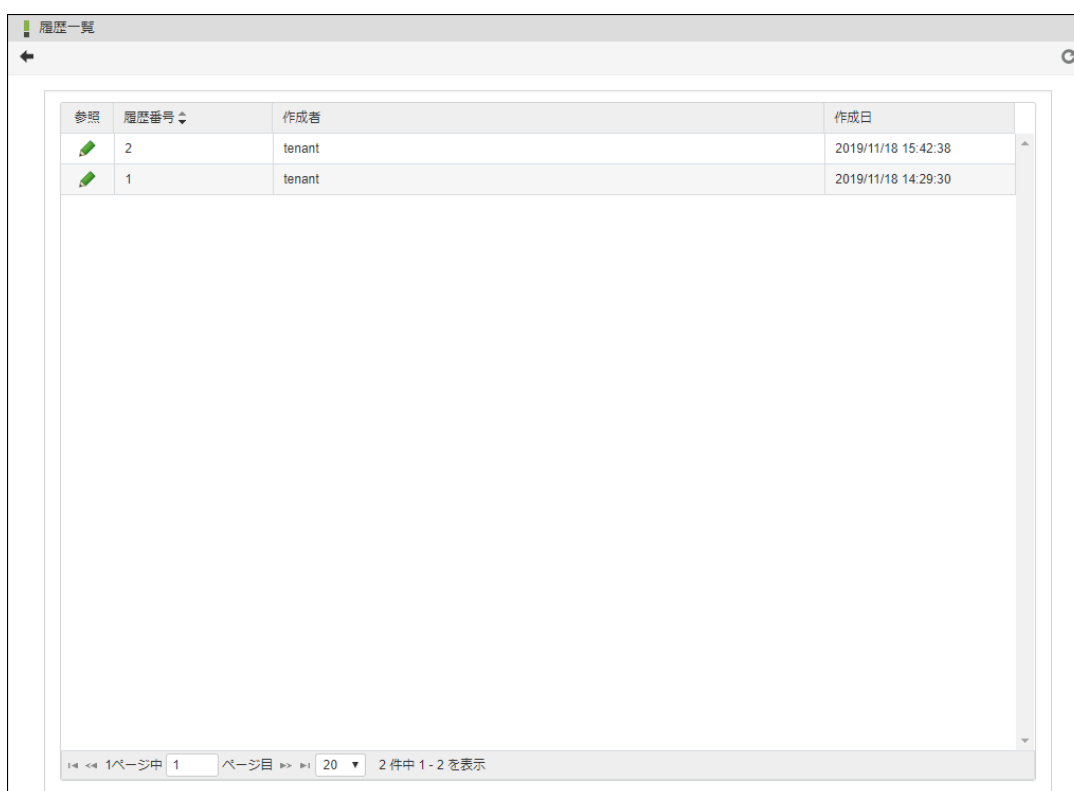 履歴一覧
参照 履歴番号 作成者 作成日
2 tenant 2019/11/18 15:42:38
1 tenant 2019/11/18 14:29:30
1ページ中 1 ページ目 20 2 件中 1 - 2 を表示